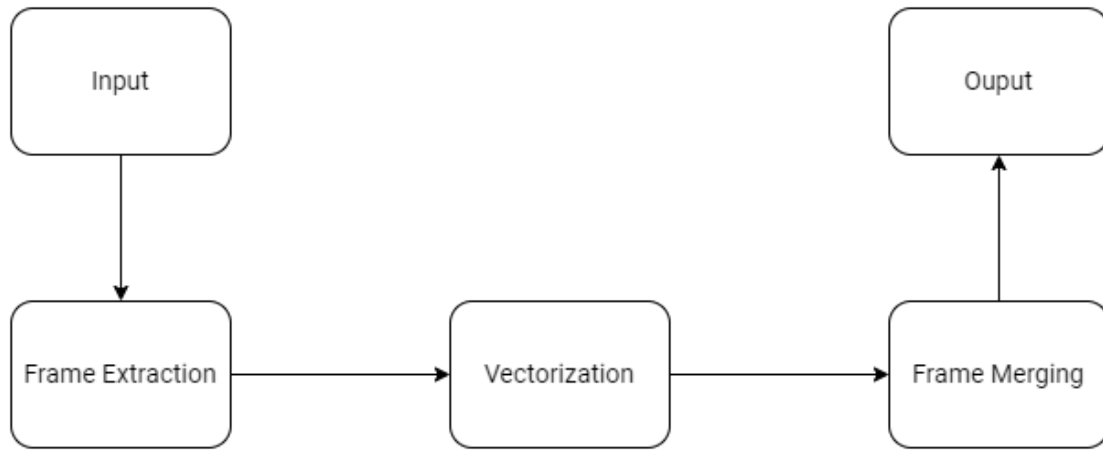 Input
Ouput
Frame Extraction
Vectorization
Frame Merging